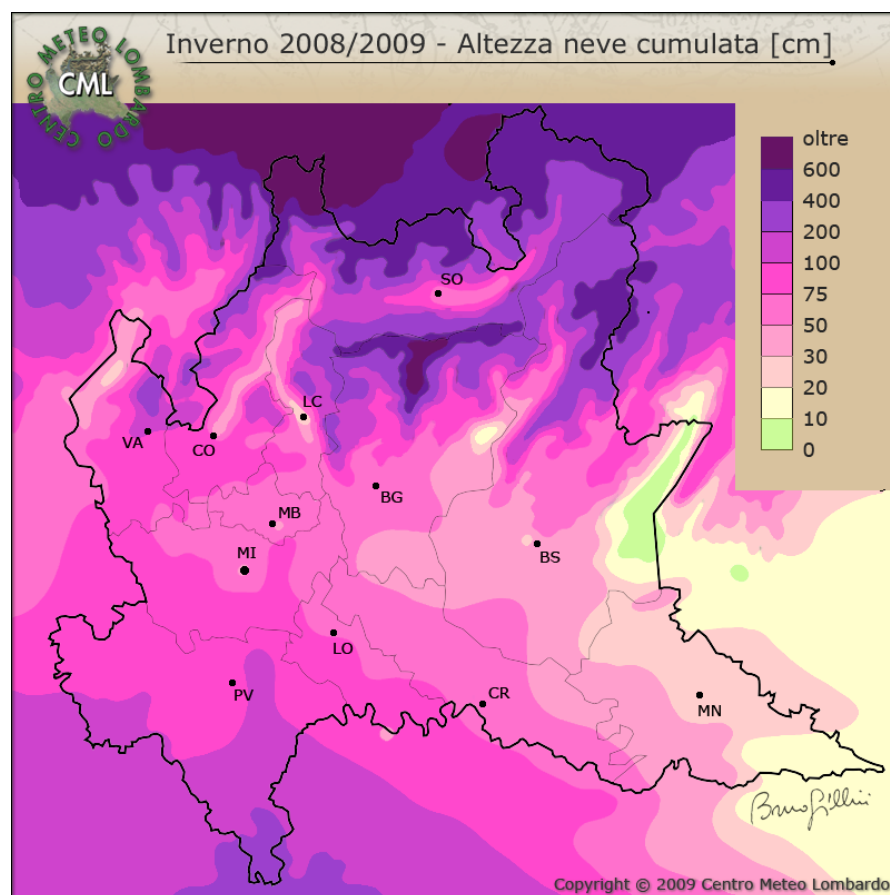 Inverno 2008/2009 - Altezza neve cumulata [cm]
CENTRO METEO LOMBARDO
CML
oltre
600
400
200
100
75
50
30
20
10
0
SO
LC
VA
CO
BG
MB
MI
BS
LO
PV
CR
MN
Bruno Gillini
Copyright © 2009 Centro Meteo Lombardo